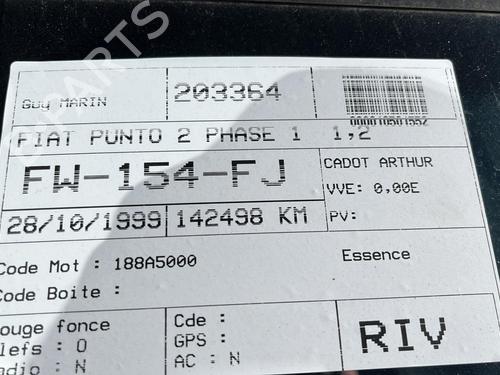 Guy MARIN
203364
000010501552
FIAT PUNTO 2 PHASE 1 1,2
FW-154-FJ
CADOT ARTHUR
VVE: 0,00E
28/10/1999
142498 KM
PV:
Code Mot : 188A5000
Essence
Code Boite :
ouge fonce
lefs : 0
adio : N
Cde :
GPS :
AC : N
RIV
PARTS